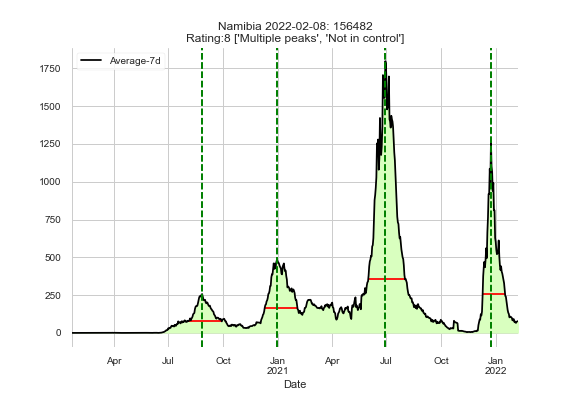 Namibia 2022-02-08: 156482
Rating:8 ['Multiple peaks', 'Not in control']
Average-7d
1750
1500
1250
1000
750
500
250
0
Apr Jul Oct Jan Apr Jul Oct Jan
2021 2022
Date